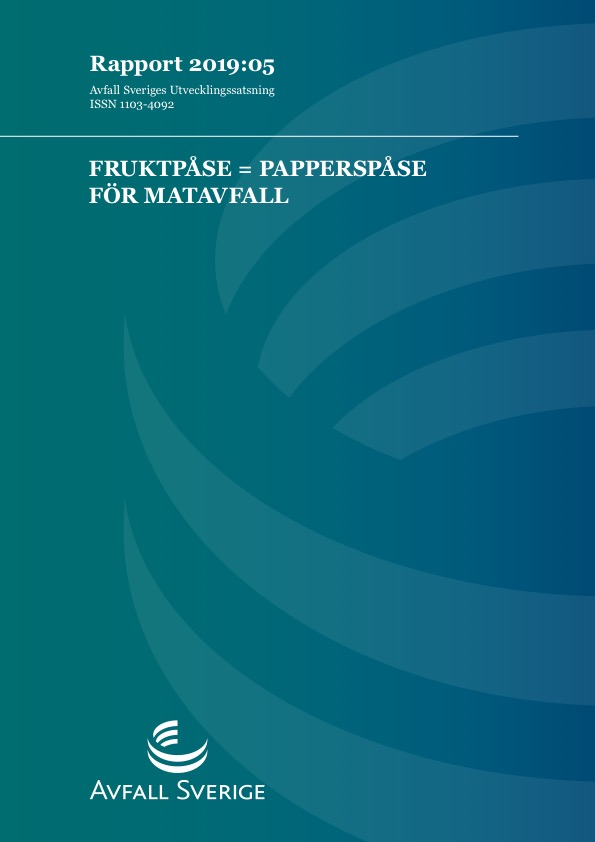 Rapport 2019:05
Avfall Sveriges Utvecklingssatsning
ISSN 1103-4092
FRUKTPÅSE = PAPPERSPÅSE
FÖR MATAVFALL
AVFALL SVERIGE